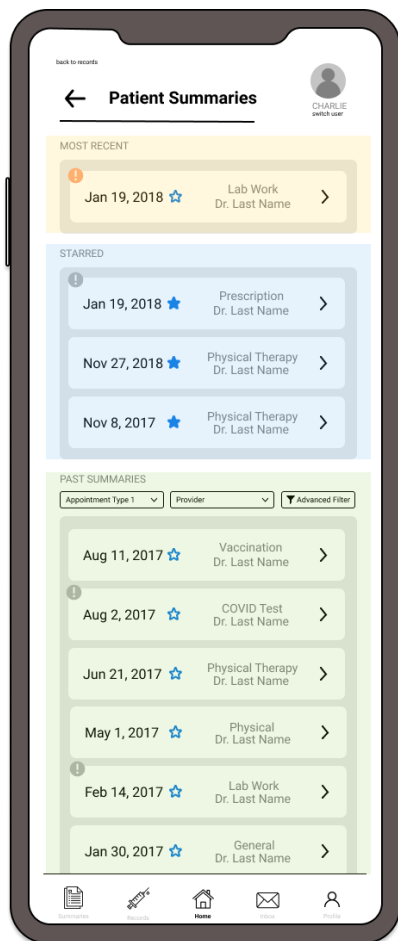 back to records
Patient Summaries
CHARLIE
switch user
MOST RECENT
Jan 19, 2018 Lab Work
Dr. Last Name
STARRED
Jan 19, 2018 Prescription
Dr. Last Name
Nov 27, 2018 Physical Therapy
Dr. Last Name
Nov 8, 2017 Physical Therapy
Dr. Last Name
PAST SUMMARIES
Appointment Type 1 Provider Advanced Filter
Aug 11, 2017 Vaccination
Dr. Last Name
Aug 2, 2017 COVID Test
Dr. Last Name
Jun 21, 2017 Physical Therapy
Dr. Last Name
May 1, 2017 Physical
Dr. Last Name
Feb 14, 2017 Lab Work
Dr. Last Name
Jan 30, 2017 General
Dr. Last Name
Summaries Records Home Inbox Profile